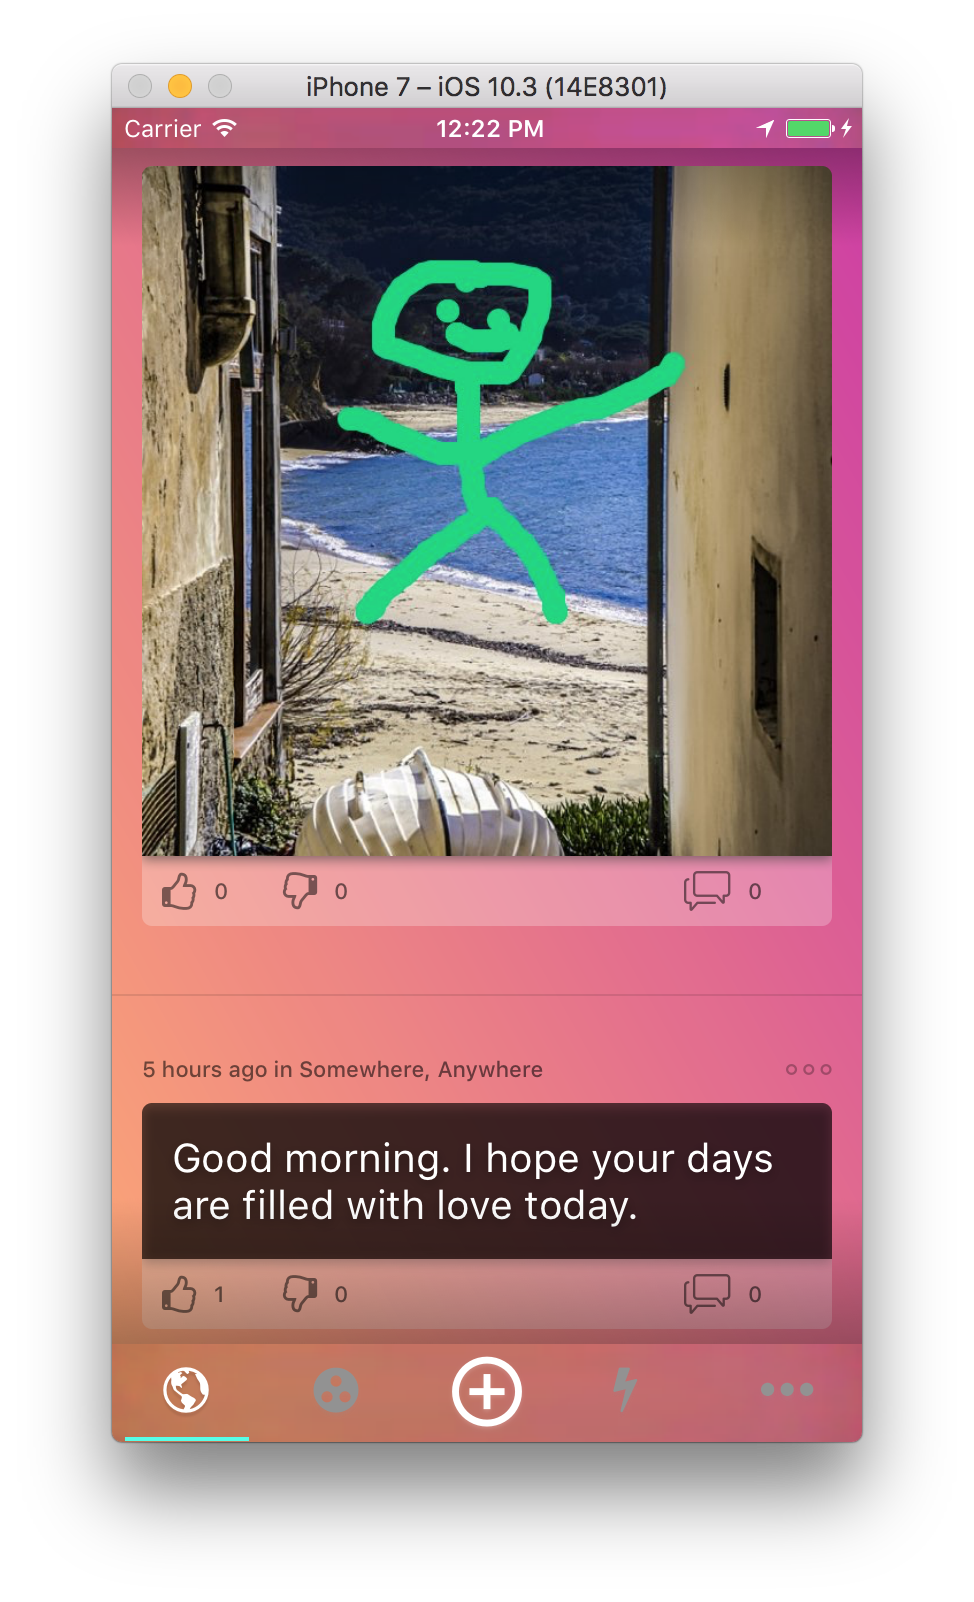 iPhone 7 – iOS 10.3 (14E8301)
Carrier 12:22 PM
0 0 0
5 hours ago in Somewhere, Anywhere
Good morning. I hope your days
are filled with love today.
1 0 0